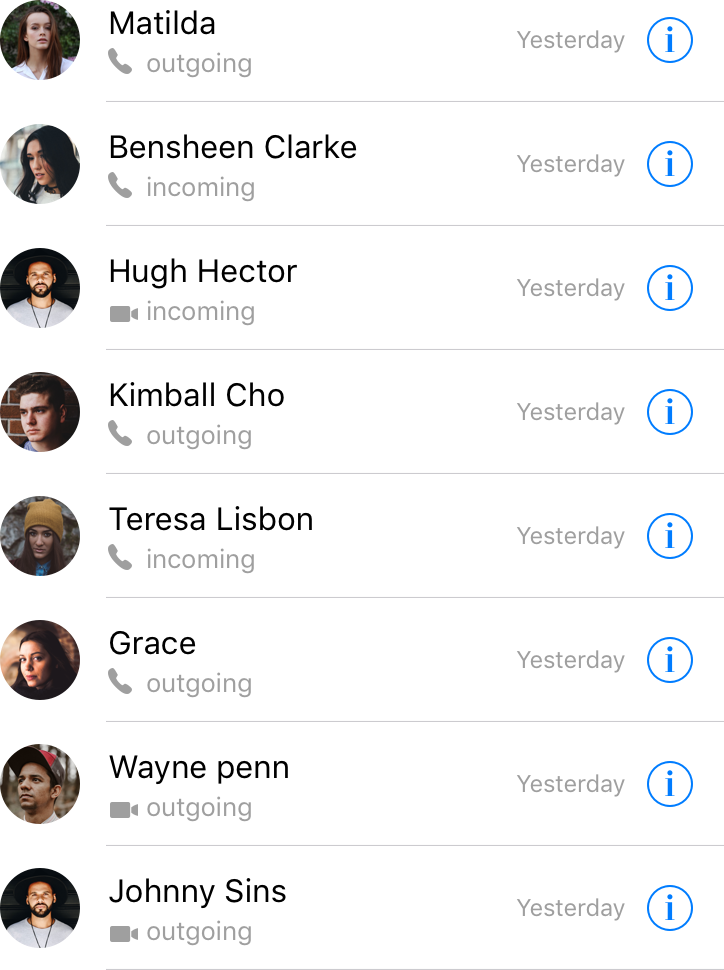 Matilda
Yesterday
outgoing
Bensheen Clarke
Yesterday
incoming
Hugh Hector
Yesterday
incoming
Kimball Cho
Yesterday
outgoing
Teresa Lisbon
Yesterday
incoming
Grace
Yesterday
outgoing
Wayne penn
Yesterday
outgoing
Johnny Sins
Yesterday
outgoing